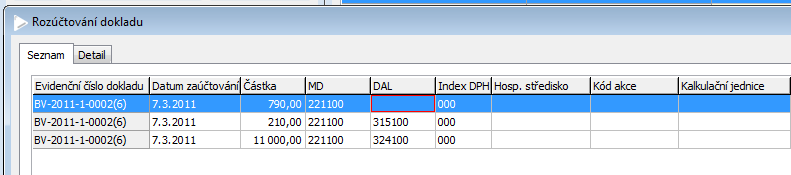 Rozúčtování dokladu
Seznam Detail
Evidenční číslo dokladu Datum zaúčtování Částka MD DAL Index DPH Hosp. středisko Kód akce Kalkulační jednice
BV-2011-1-0002(6) 7.3.2011 790,00 221100 000
BV-2011-1-0002(6) 7.3.2011 210,00 221100 315100 000
BV-2011-1-0002(6) 7.3.2011 11 000,00 221100 324100 000